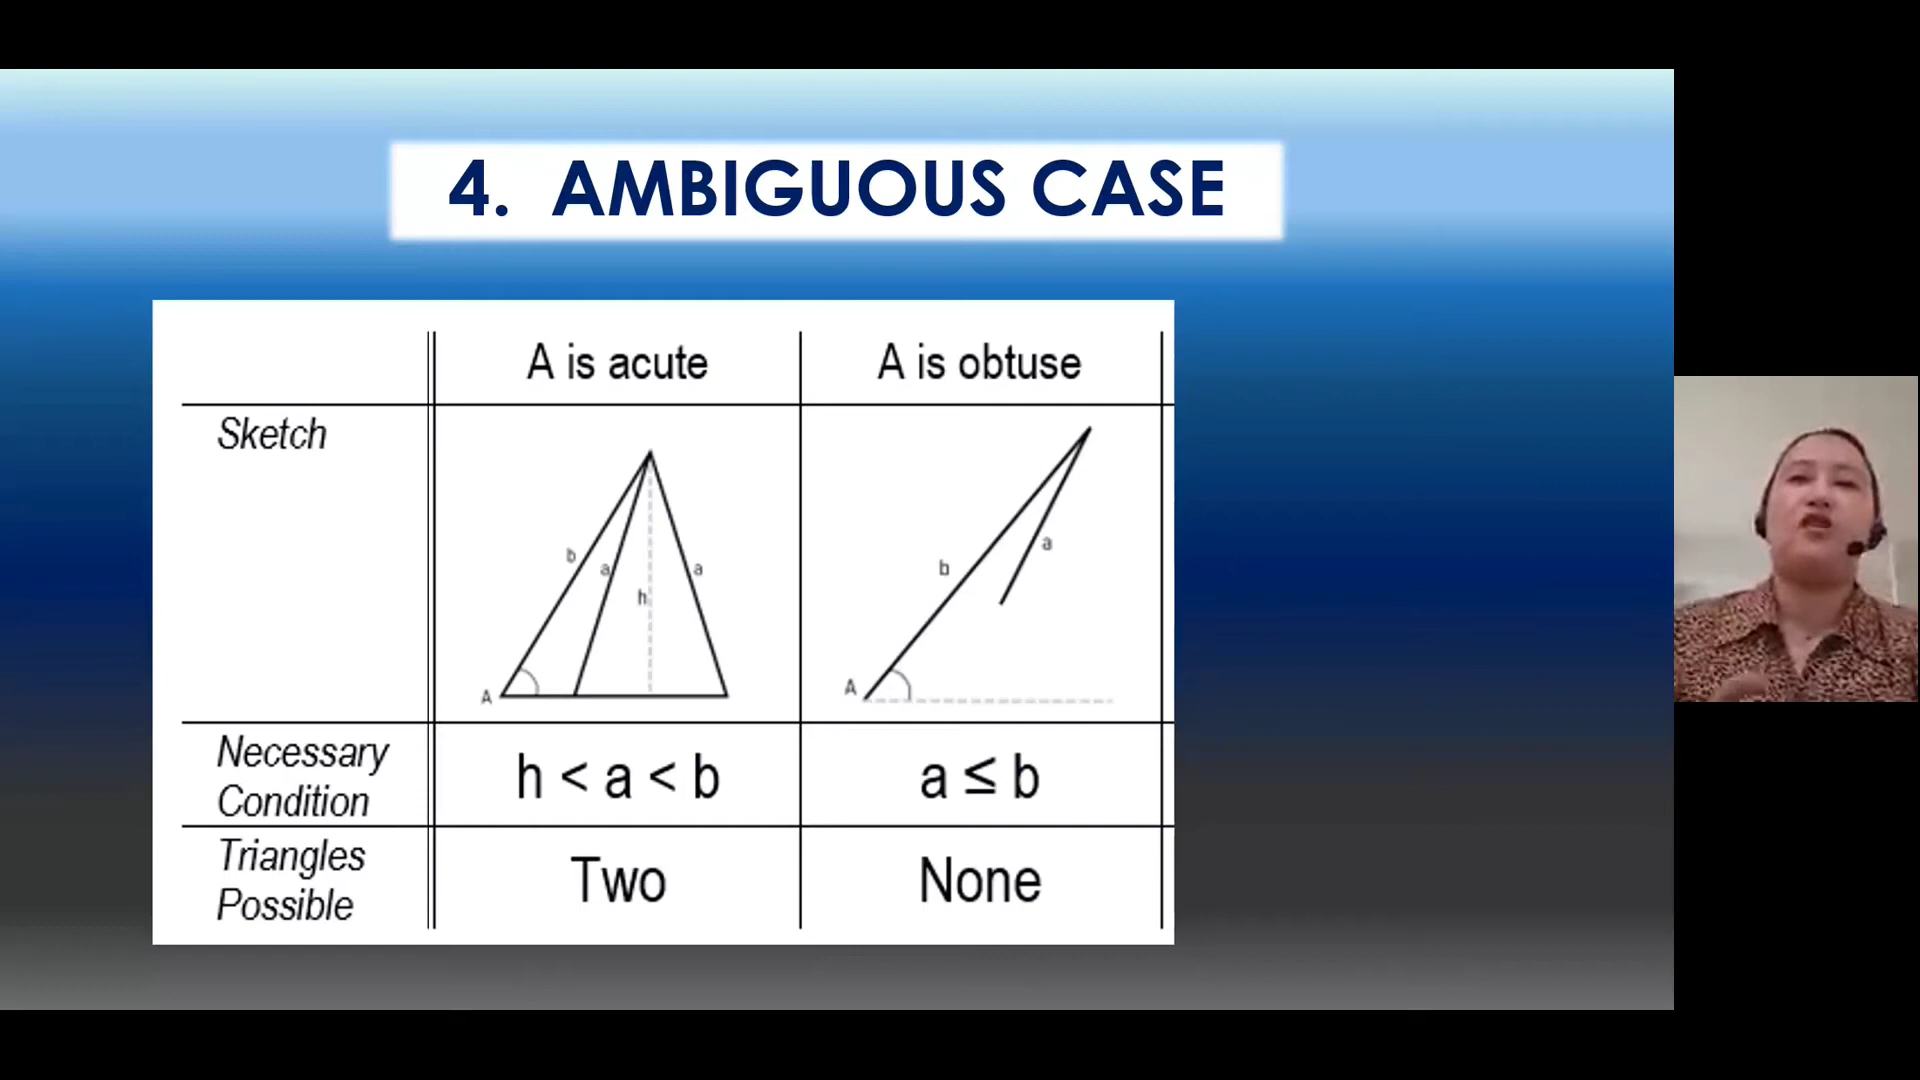 4. AMBIGUOUS CASE
A is acute
A is obtuse
Sketch
b
a
h
a
A
b
a
A
Necessary
Condition
h < a < b
a ≤ b
Triangles
Possible
Two
None